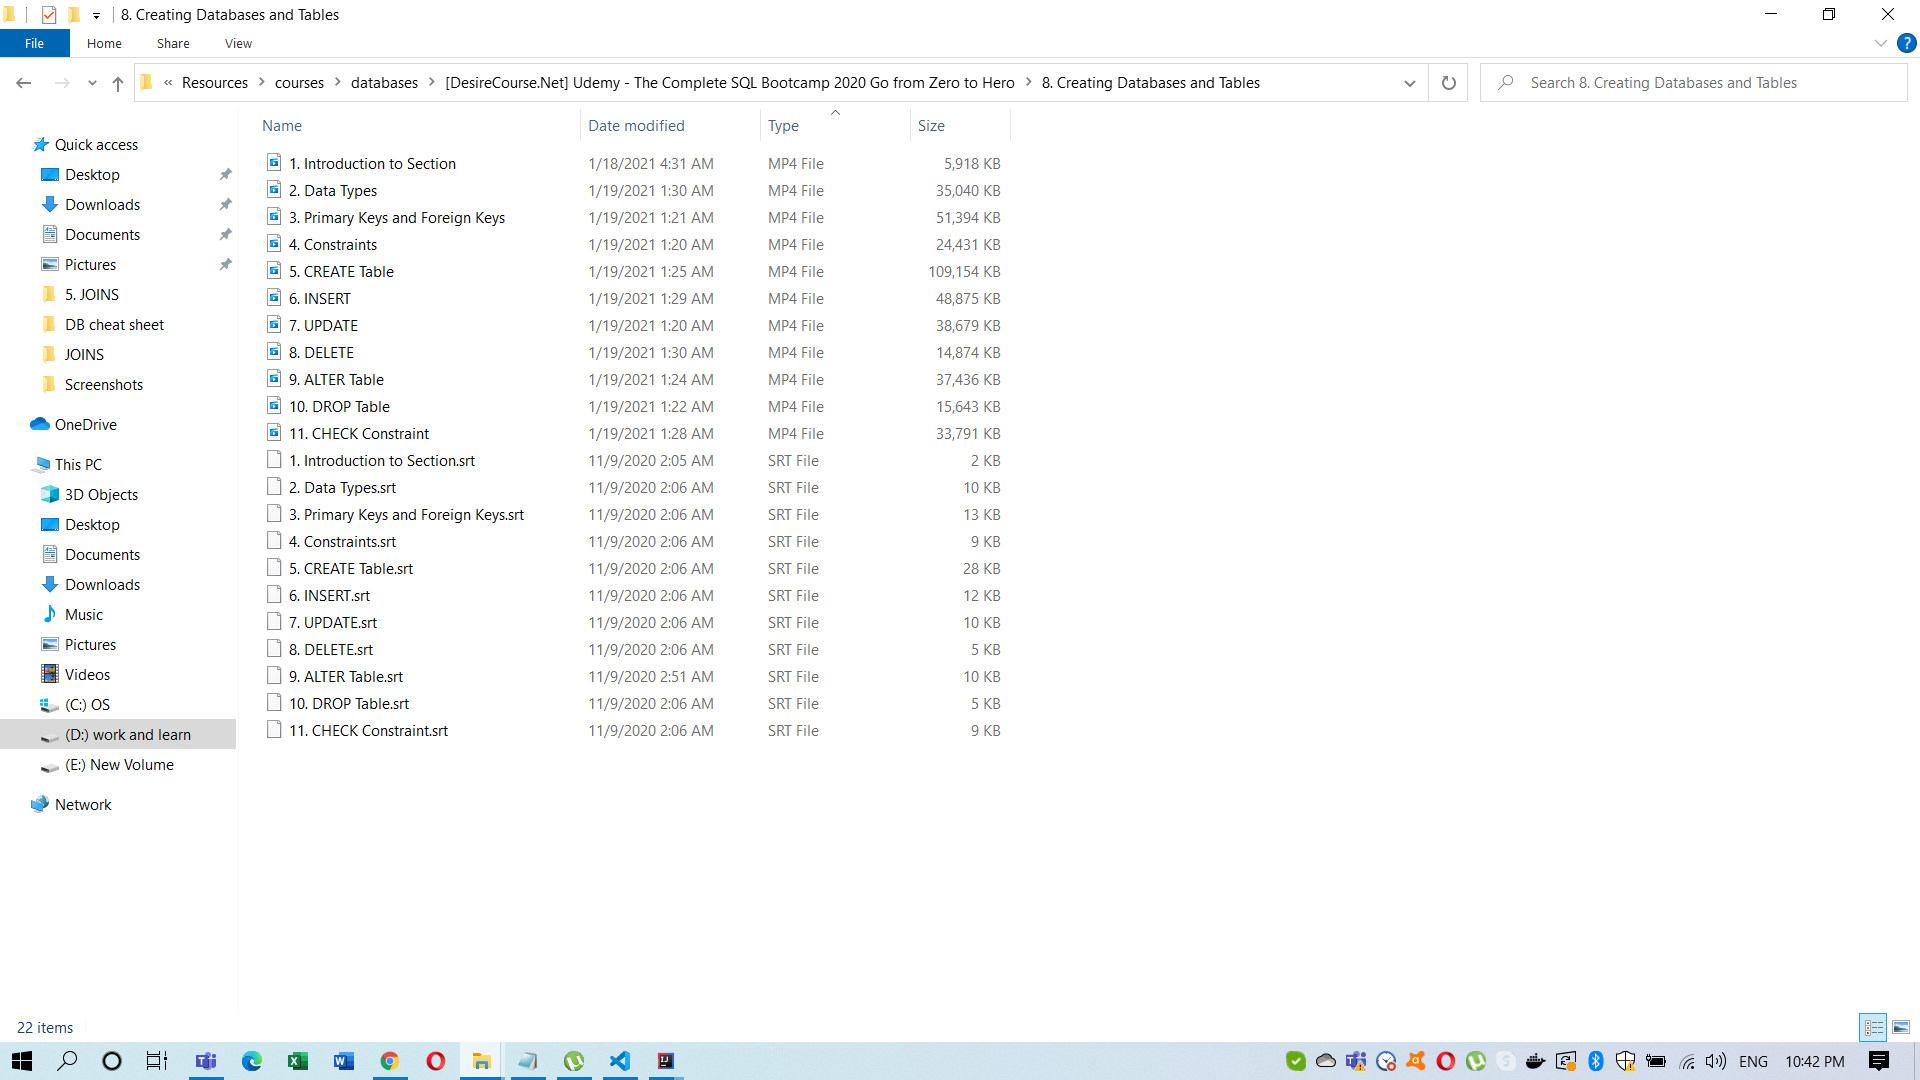 8. Creating Databases and Tables
File Home Share View
« Resources courses databases [DesireCourse.Net] Udemy - The Complete SQL Bootcamp 2020 Go from Zero to Hero 8. Creating Databases and Tables
Search 8. Creating Databases and Tables
Quick access
Desktop
Downloads
Documents
Pictures
5. JOINS
DB cheat sheet
JOINS
Screenshots
OneDrive
This PC
3D Objects
Desktop
Documents
Downloads
Music
Pictures
Videos
(C:) OS
(D:) work and learn
(E:) New Volume
Network
Name Date modified Type Size
1. Introduction to Section 1/18/2021 4:31 AM MP4 File 5,918 KB
2. Data Types 1/19/2021 1:30 AM MP4 File 35,040 KB
3. Primary Keys and Foreign Keys 1/19/2021 1:21 AM MP4 File 51,394 KB
4. Constraints 1/19/2021 1:20 AM MP4 File 24,431 KB
5. CREATE Table 1/19/2021 1:25 AM MP4 File 109,154 KB
6. INSERT 1/19/2021 1:29 AM MP4 File 48,875 KB
7. UPDATE 1/19/2021 1:20 AM MP4 File 38,679 KB
8. DELETE 1/19/2021 1:30 AM MP4 File 14,874 KB
9. ALTER Table 1/19/2021 1:24 AM MP4 File 37,436 KB
10. DROP Table 1/19/2021 1:22 AM MP4 File 15,643 KB
11. CHECK Constraint 1/19/2021 1:28 AM MP4 File 33,791 KB
1. Introduction to Section.srt 11/9/2020 2:05 AM SRT File 2 KB
2. Data Types.srt 11/9/2020 2:06 AM SRT File 10 KB
3. Primary Keys and Foreign Keys.srt 11/9/2020 2:06 AM SRT File 13 KB
4. Constraints.srt 11/9/2020 2:06 AM SRT File 9 KB
5. CREATE Table.srt 11/9/2020 2:06 AM SRT File 28 KB
6. INSERT.srt 11/9/2020 2:06 AM SRT File 12 KB
7. UPDATE.srt 11/9/2020 2:06 AM SRT File 10 KB
8. DELETE.srt 11/9/2020 2:06 AM SRT File 5 KB
9. ALTER Table.srt 11/9/2020 2:51 AM SRT File 10 KB
10. DROP Table.srt 11/9/2020 2:06 AM SRT File 5 KB
11. CHECK Constraint.srt 11/9/2020 2:06 AM SRT File 9 KB
22 items
ENG 10:42 PM